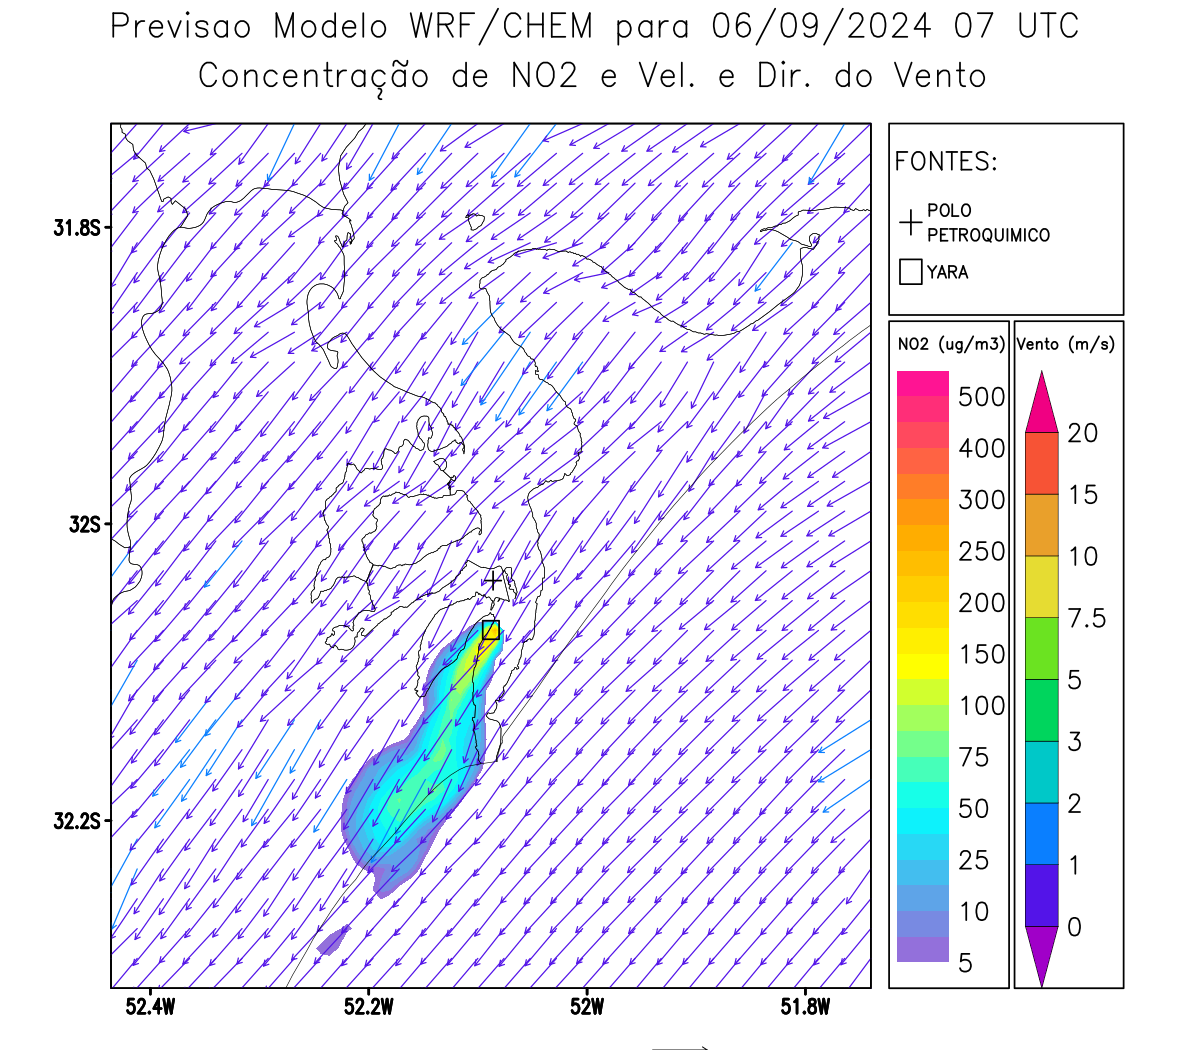 Previsao Modelo WRF/CHEM para 06/09/2024 07 UTC
Concentração de NO2 e Vel. e Dir. do Vento
FONTES:
POLO
PETROQUIMICO
YARA
31.8S
32S
32.2S
52.4W
52.2W
52W
51.8W
NO2 (ug/m3)
500
400
300
250
200
150
100
75
50
25
10
5
Vento (m/s)
20
15
10
7.5
5
3
2
1
0